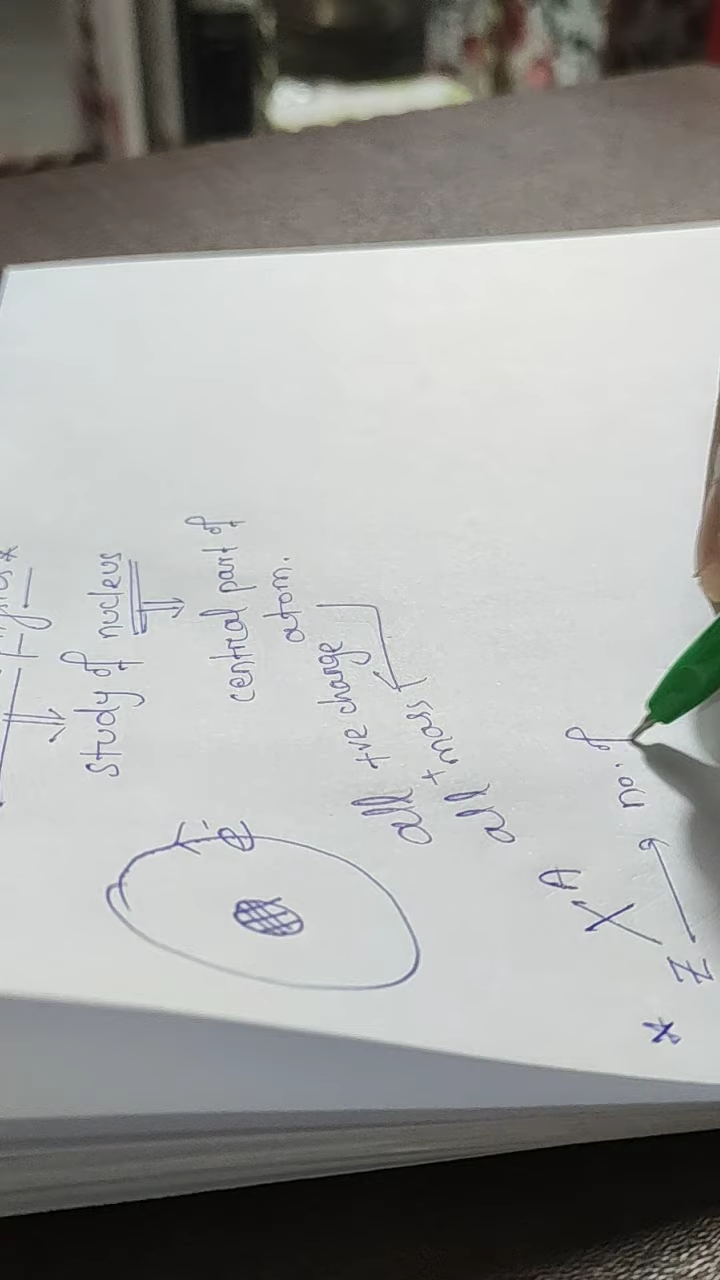 study of nucleus
central part of
atom.
all +ve charge
+
all mass
e
* Z X A
no. of